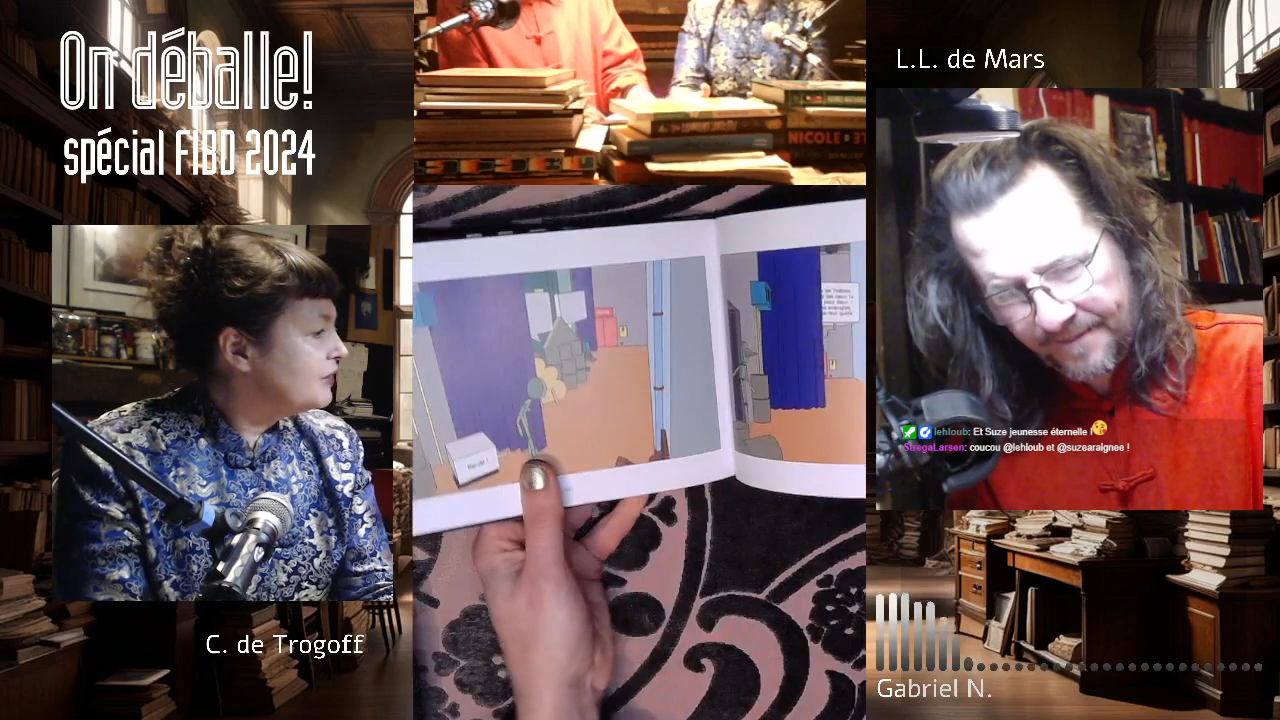 On déballe!
spécial FIBD 2024
L.L. de Mars
NICOLE
lehloub: Et Suze jeunesse éternelle !
StregaLarsen: coucou @lehloub et @suzearaignee !
C. de Trogoff
Gabriel N.